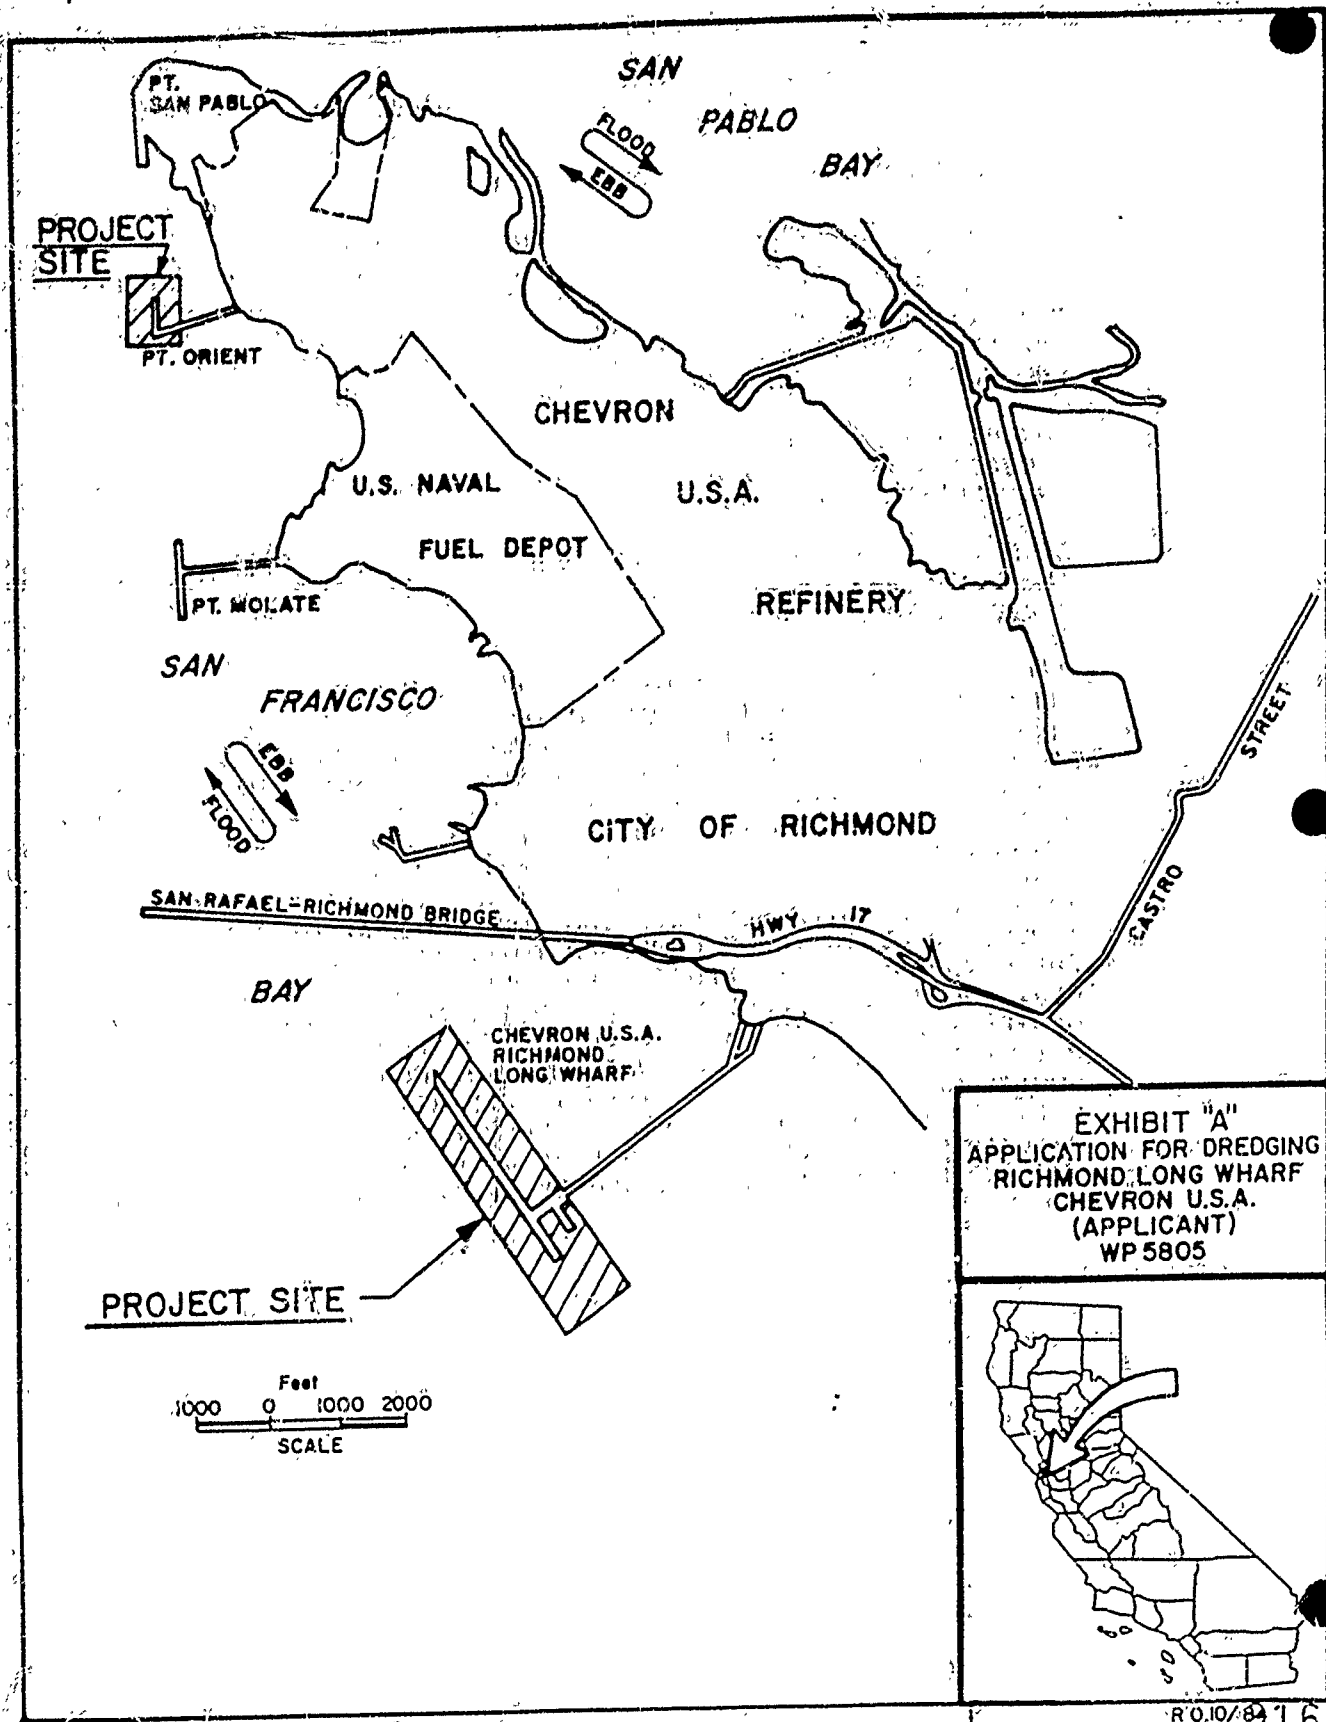 SAN
PABLO
BAY
PT.
SAN PABLO
FLOOD
EBB
PROJECT
SITE
PT. ORIENT
CHEVRON
U.S.A.
REFINERY
U.S. NAVAL
FUEL DEPOT
PT. MOLATE
SAN
FRANCISCO
EBB
FLOOD
CITY OF RICHMOND
STREET
CASTRO
SAN RAFAEL-RICHMOND BRIDGE
HWY 17
BAY
CHEVRON U.S.A.
RICHMOND
LONG WHARF
PROJECT SITE
Feet
1000 0 1000 2000
SCALE
EXHIBIT "A"
APPLICATION FOR DREDGING
RICHMOND LONG WHARF
CHEVRON U.S.A.
(APPLICANT)
WP 5805